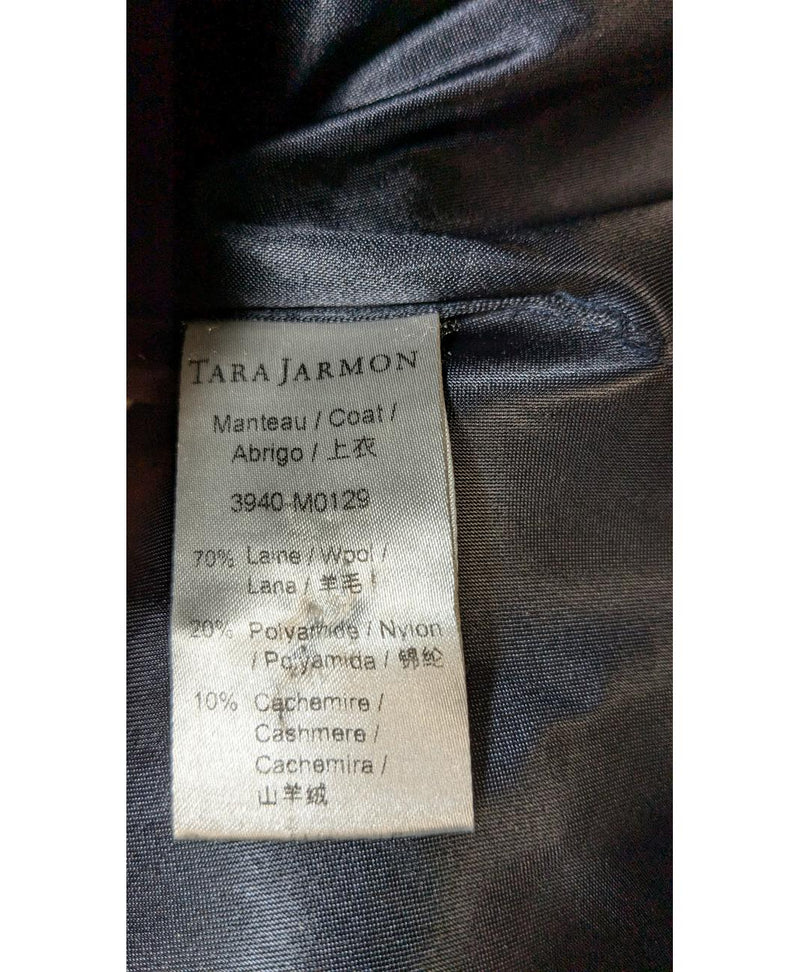 TARA JARMON
Manteau / Coat /
Abrigo / 上衣
3940-M0129
70% Laine / Wool /
Lana / 羊毛
20% Polyamide / Nylon
/ Polyamida / 锦纶
10% Cachemire /
Cashmere /
Cachemira /
山羊绒